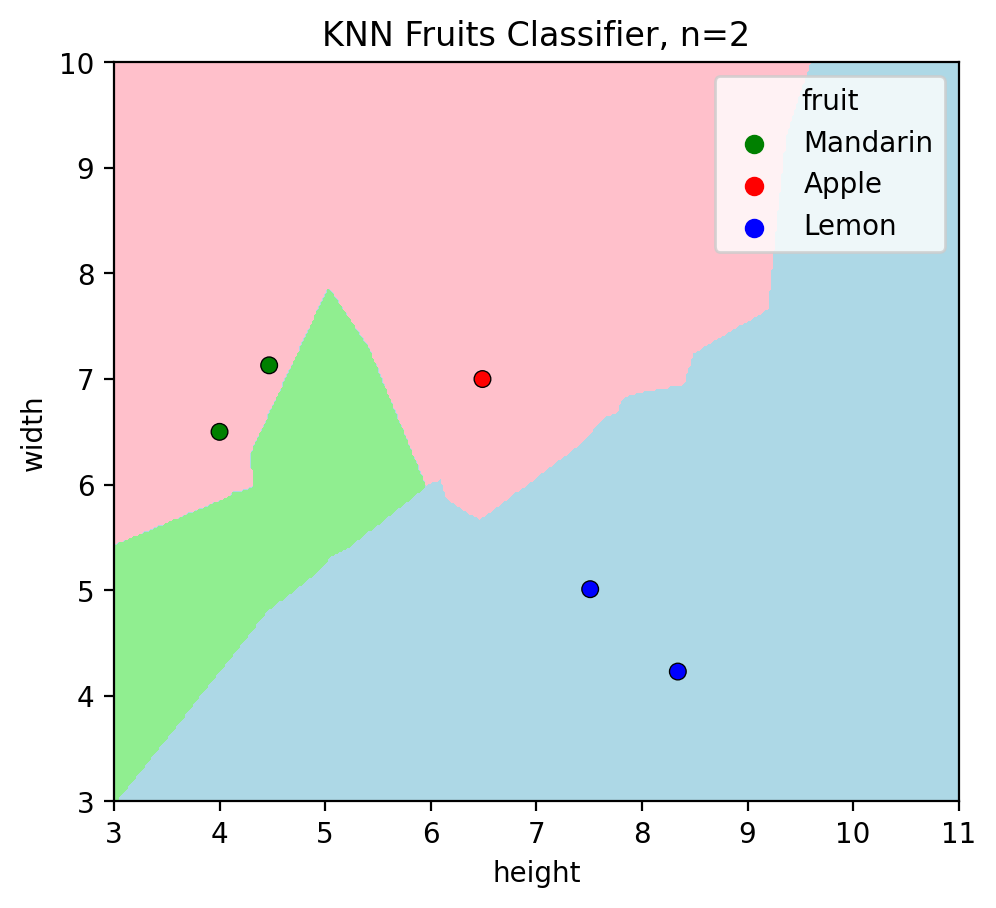 KNN Fruits Classifier, n=2
10
9
8
7
6
5
4
3
width
fruit
Mandarin
Apple
Lemon
3 4 5 6 7 8 9 10 11
height